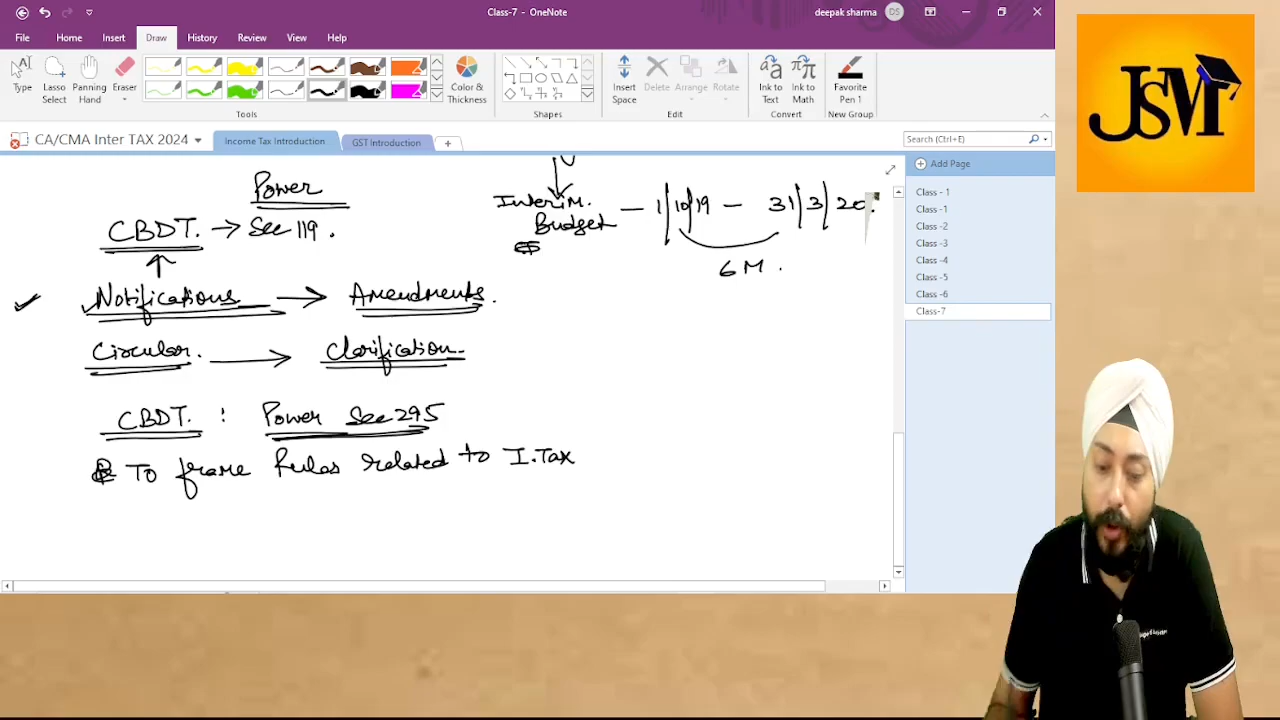 Class-7 - OneNote
deepak sharma
DS
File Home Insert Draw History Review View Help
Type
Lasso Select
Panning Hand
Eraser
Color & Thickness
Insert Space
Delete
Arrange
Rotate
Ink to Text
Ink to Math
Favorite Pen 1
Tools
Shapes
Edit
Convert
New Group
CA/CMA Inter TAX 2024
Income Tax Introduction
GST Introduction
Search (Ctrl+E)
Add Page
Class - 1
Class -1
Class -2
Class -3
Class -4
Class -5
Class -6
Class-7
Power
CBDT. → Sec 119.
Notifications → Amendments.
Circular. → Clarification.
CBDT. : Power Sec 295
To frame Rules related to I.Tax
Interim. Budget – 1/10/19 – 31/3/20.
6 M.
JSM